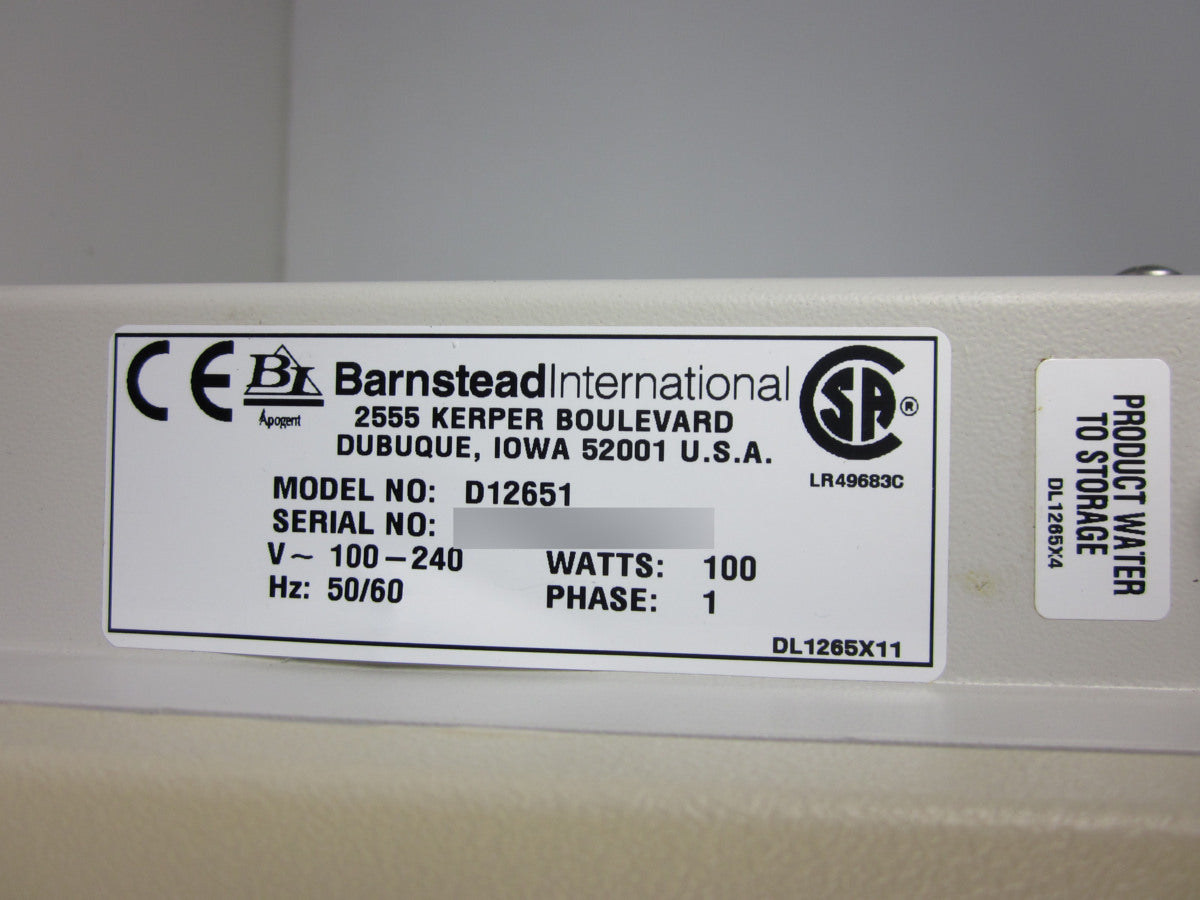 CE BI BarnsteadInternational
Apogent
2555 KERPER BOULEVARD
DUBUQUE, IOWA 52001 U.S.A.
SA ®
LR49683C
MODEL NO: D12651
SERIAL NO:
V~ 100-240 WATTS: 100
Hz: 50/60 PHASE: 1
DL1265X11
PRODUCT WATER
TO STORAGE
DL1265X4